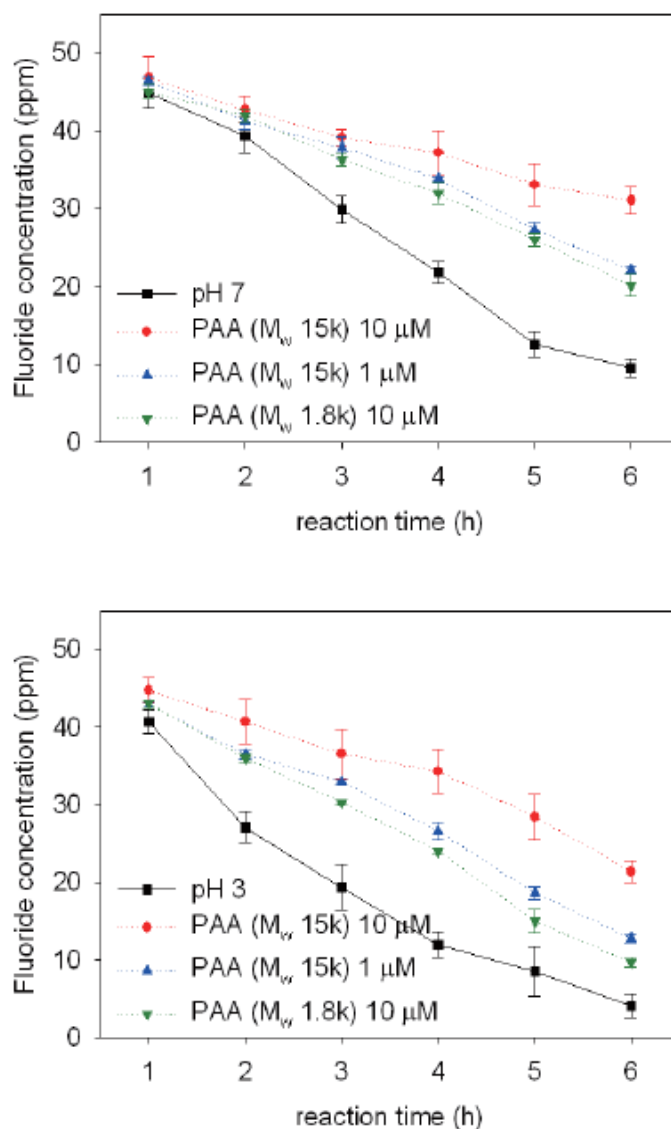 Fluoride concentration (ppm)
50
40
30
20
10
0
pH 7
PAA (Mw 15k) 10 μM
PAA (Mw 15k) 1 μM
PAA (Mw 1.8k) 10 μM
1 2 3 4 5 6
reaction time (h)
Fluoride concentration (ppm)
50
40
30
20
10
0
pH 3
PAA (Mw 15k) 10 μM
PAA (Mw 15k) 1 μM
PAA (Mw 1.8k) 10 μM
1 2 3 4 5 6
reaction time (h)